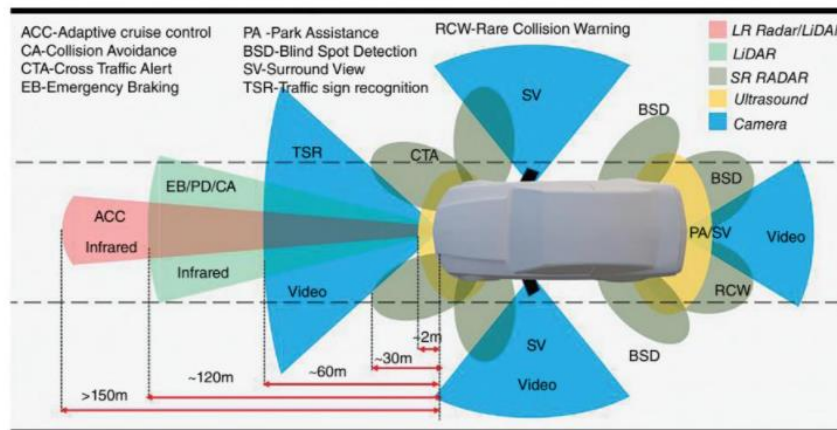 ACC-Adaptive cruise control
CA-Collision Avoidance
CTA-Cross Traffic Alert
EB-Emergency Braking
PA -Park Assistance
BSD-Blind Spot Detection
SV-Surround View
TSR-Traffic sign recognition
RCW-Rare Collision Warning
LR Radar/LiDAR
LiDAR
SR RADAR
Ultrasound
Camera
SV
BSD
TSR
CTA
BSD
EB/PD/CA
ACC
Infrared
Infrared
PA/SV
Video
Video
RCW
~2m
SV
BSD
~30m
~60m
Video
~120m
>150m